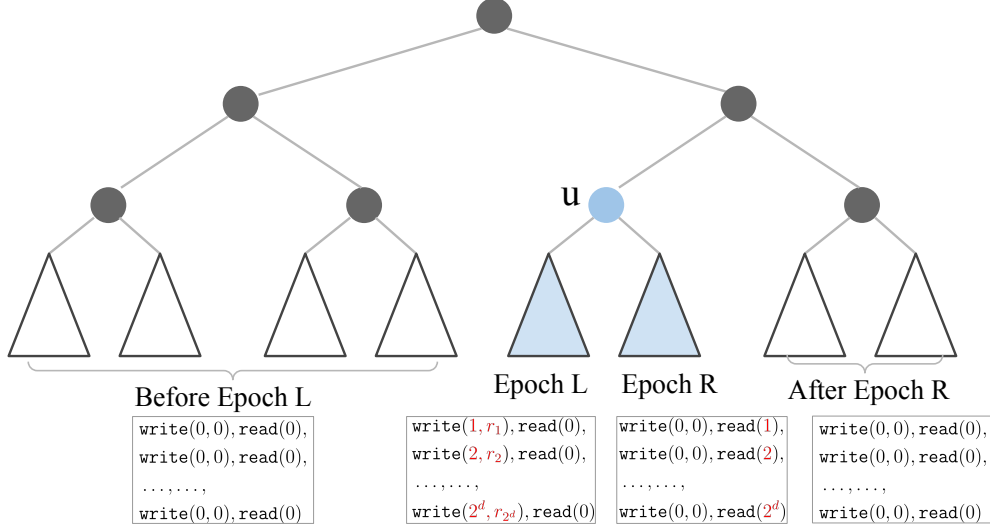 u
Before Epoch L
Epoch L
Epoch R
After Epoch R
write(0, 0), read(0),
write(0, 0), read(0),
..., ...,
write(0, 0), read(0)
write(1, r₁), read(0),
write(2, r₂), read(0),
..., ...,
write(2ᵈ, r_{2ᵈ}), read(0)
write(0, 0), read(1),
write(0, 0), read(2),
..., ...,
write(0, 0), read(2ᵈ)
write(0, 0), read(0),
write(0, 0), read(0),
..., ...,
write(0, 0), read(0)